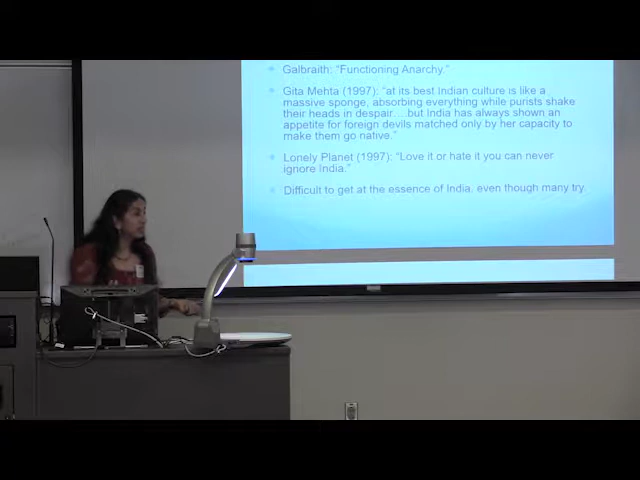 Galbraith: “Functioning Anarchy.”
Gita Mehta (1997): “at its best Indian culture is like a
massive sponge, absorbing everything while purists shake
their heads in despair….but India has always shown an
appetite for foreign devils matched only by her capacity to
make them go native.”
Lonely Planet (1997): “Love it or hate it you can never
ignore India.”
Difficult to get at the essence of India, even though many try.